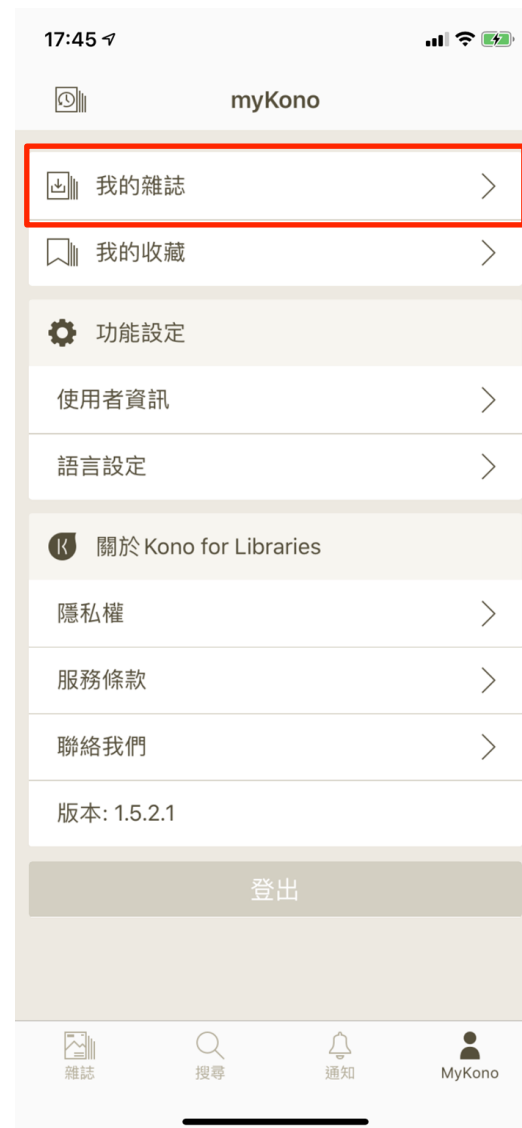 17:45
myKono
我的雜誌
我的收藏
功能設定
使用者資訊
語言設定
關於 Kono for Libraries
隱私權
服務條款
聯絡我們
版本: 1.5.2.1
登出
雜誌 搜尋 通知 MyKono